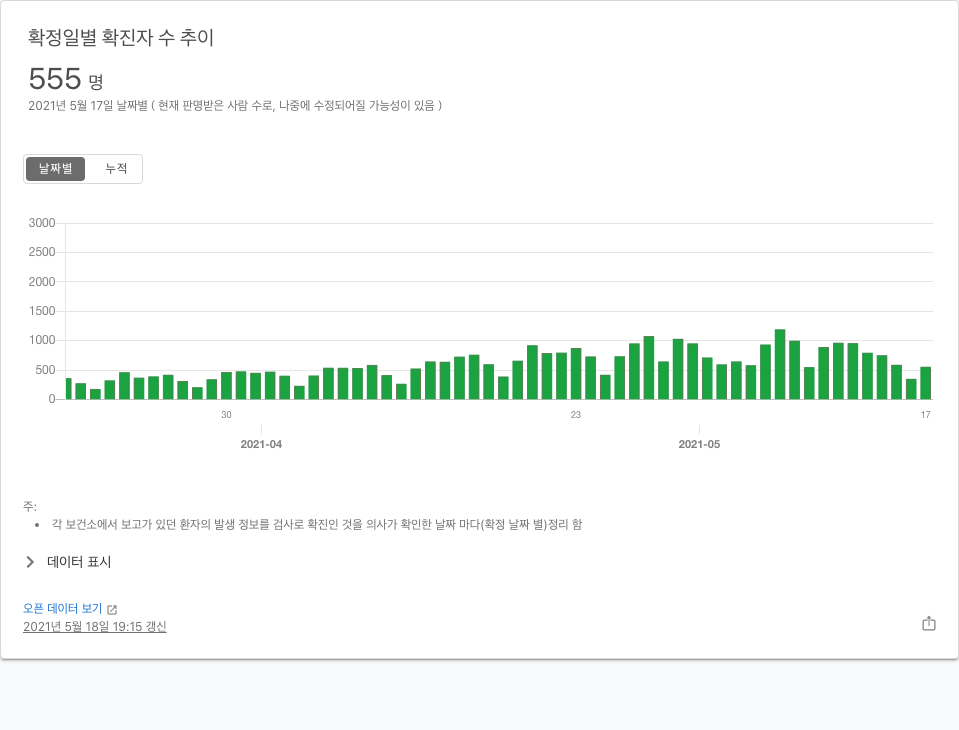 확정일별 확진자 수 추이
555 명
2021년 5월 17일 날짜별 ( 현재 판명받은 사람 수로, 나중에 수정되어질 가능성이 있음 )
날짜별 누적
3000
2500
2000
1500
1000
500
0
30 23 17
2021-04 2021-05
주:
• 각 보건소에서 보고가 있던 환자의 발생 정보를 검사로 확진인 것을 의사가 확인한 날짜 마다(확정 날짜 별)정리 함
데이터 표시
오픈 데이터 보기
2021년 5월 18일 19:15 갱신